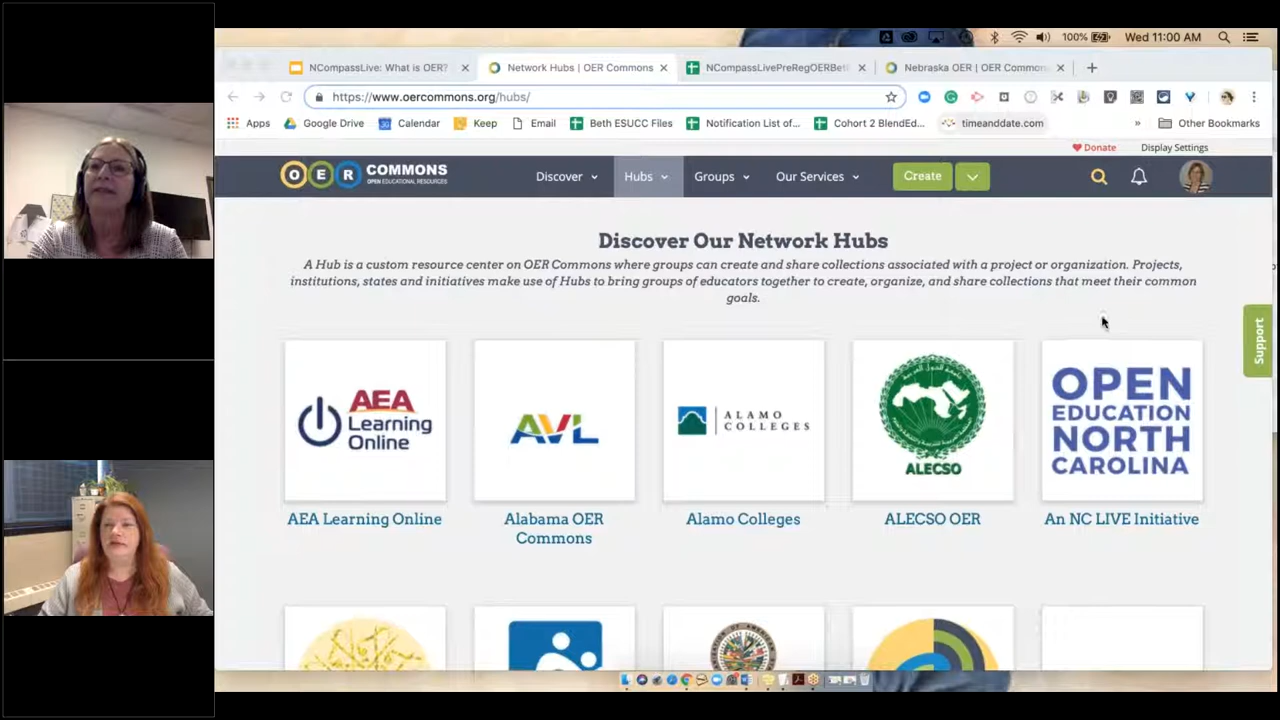 100%
Wed 11:00 AM
NCompassLive: What is OER?
Network Hubs | OER Commons
NCompassLivePreRegOERBeth
Nebraska OER | OER Commons
https://www.oercommons.org/hubs/
Apps
Google Drive
Calendar
Keep
Email
Beth ESUCC Files
Notification List of...
Cohort 2 BlendEd...
timeanddate.com
»
Other Bookmarks
Donate
Display Settings
OER COMMONS
OPEN EDUCATIONAL RESOURCES
Discover
Hubs
Groups
Our Services
Create
Discover Our Network Hubs
A Hub is a custom resource center on OER Commons where groups can create and share collections associated with a project or organization. Projects,
institutions, states and initiatives make use of Hubs to bring groups of educators together to create, organize, and share collections that meet their common
goals.
Support
AEA
Learning
Online
AVL
ALAMO
COLLEGES
ALECSO
OPEN
EDUCATION
NORTH
CAROLINA
AEA Learning Online
Alabama OER
Commons
Alamo Colleges
ALECSO OER
An NC LIVE Initiative